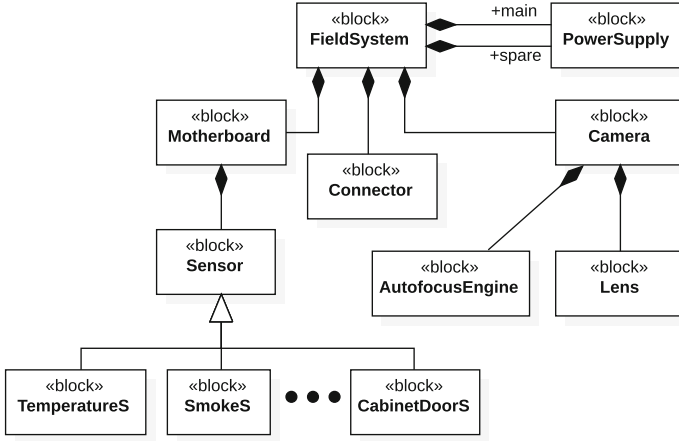 «block»
FieldSystem
+main
+spare
«block»
PowerSupply
«block»
Motherboard
«block»
Connector
«block»
Camera
«block»
Sensor
«block»
AutofocusEngine
«block»
Lens
«block»
TemperatureS
«block»
SmokeS
«block»
CabinetDoorS